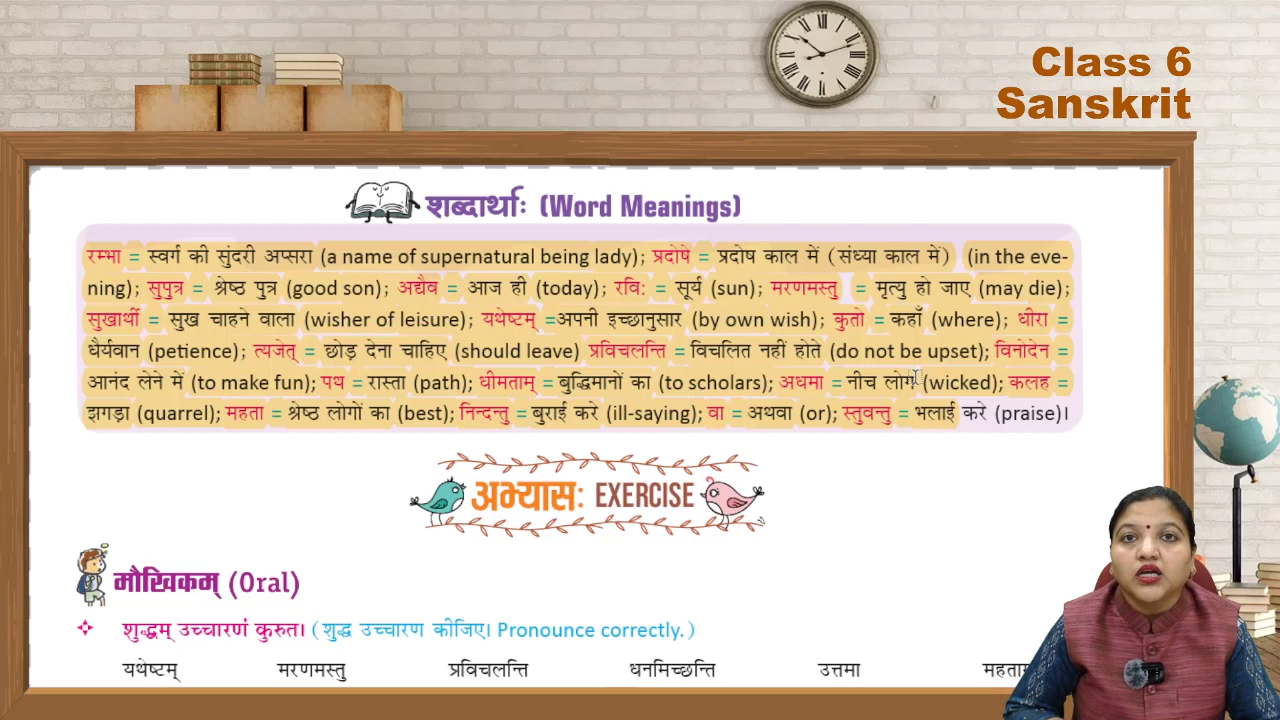 Class 6
Sanskrit
शब्दार्थाः (Word Meanings)
रम्भा = स्वर्ग की सुंदरी अप्सरा (a name of supernatural being lady); प्रदोषे = प्रदोष काल में (संध्या काल में) (in the eve-
ning); सुपुत्र = श्रेष्ठ पुत्र (good son); अद्यैव = आज ही (today); रविः = सूर्य (sun); मरणमस्तु = मृत्यु हो जाए (may die);
सुखार्थी = सुख चाहने वाला (wisher of leisure); यथेष्टम् =अपनी इच्छानुसार (by own wish); कुतो = कहाँ (where); धीरा =
धैर्यवान (petience); त्यजेत् = छोड़ देना चाहिए (should leave) प्रविचलन्ति = विचलित नहीं होते (do not be upset); विनोदेन =
आनंद लेने में (to make fun); पथ = रास्ता (path); धीमताम् = बुद्धिमानों का (to scholars); अधमा = नीच लोग (wicked); कलह =
झगड़ा (quarrel); महता = श्रेष्ठ लोगों का (best); निन्दन्तु = बुराई करे (ill-saying); वा = अथवा (or); स्तुवन्तु = भलाई करे (praise)।
अभ्यासः EXERCISE
मौखिकम् (Oral)
शुद्धम् उच्चारणं कुरुत। (शुद्ध उच्चारण कीजिए। Pronounce correctly.)
यथेष्टम् मरणमस्तु प्रविचलन्ति धनमिच्छन्ति उत्तमा